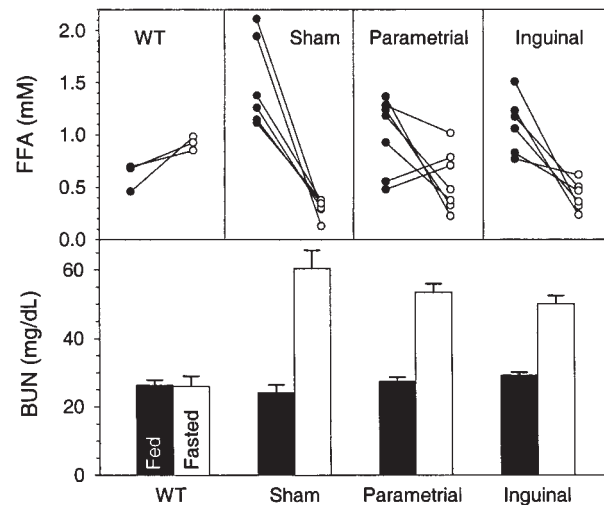 2.0
WT
Sham
Parametrial
Inguinal
1.5
1.0
0.5
0.0
FFA (mM)
60
40
20
0
BUN (mg/dL)
Fed
Fasted
WT
Sham
Parametrial
Inguinal